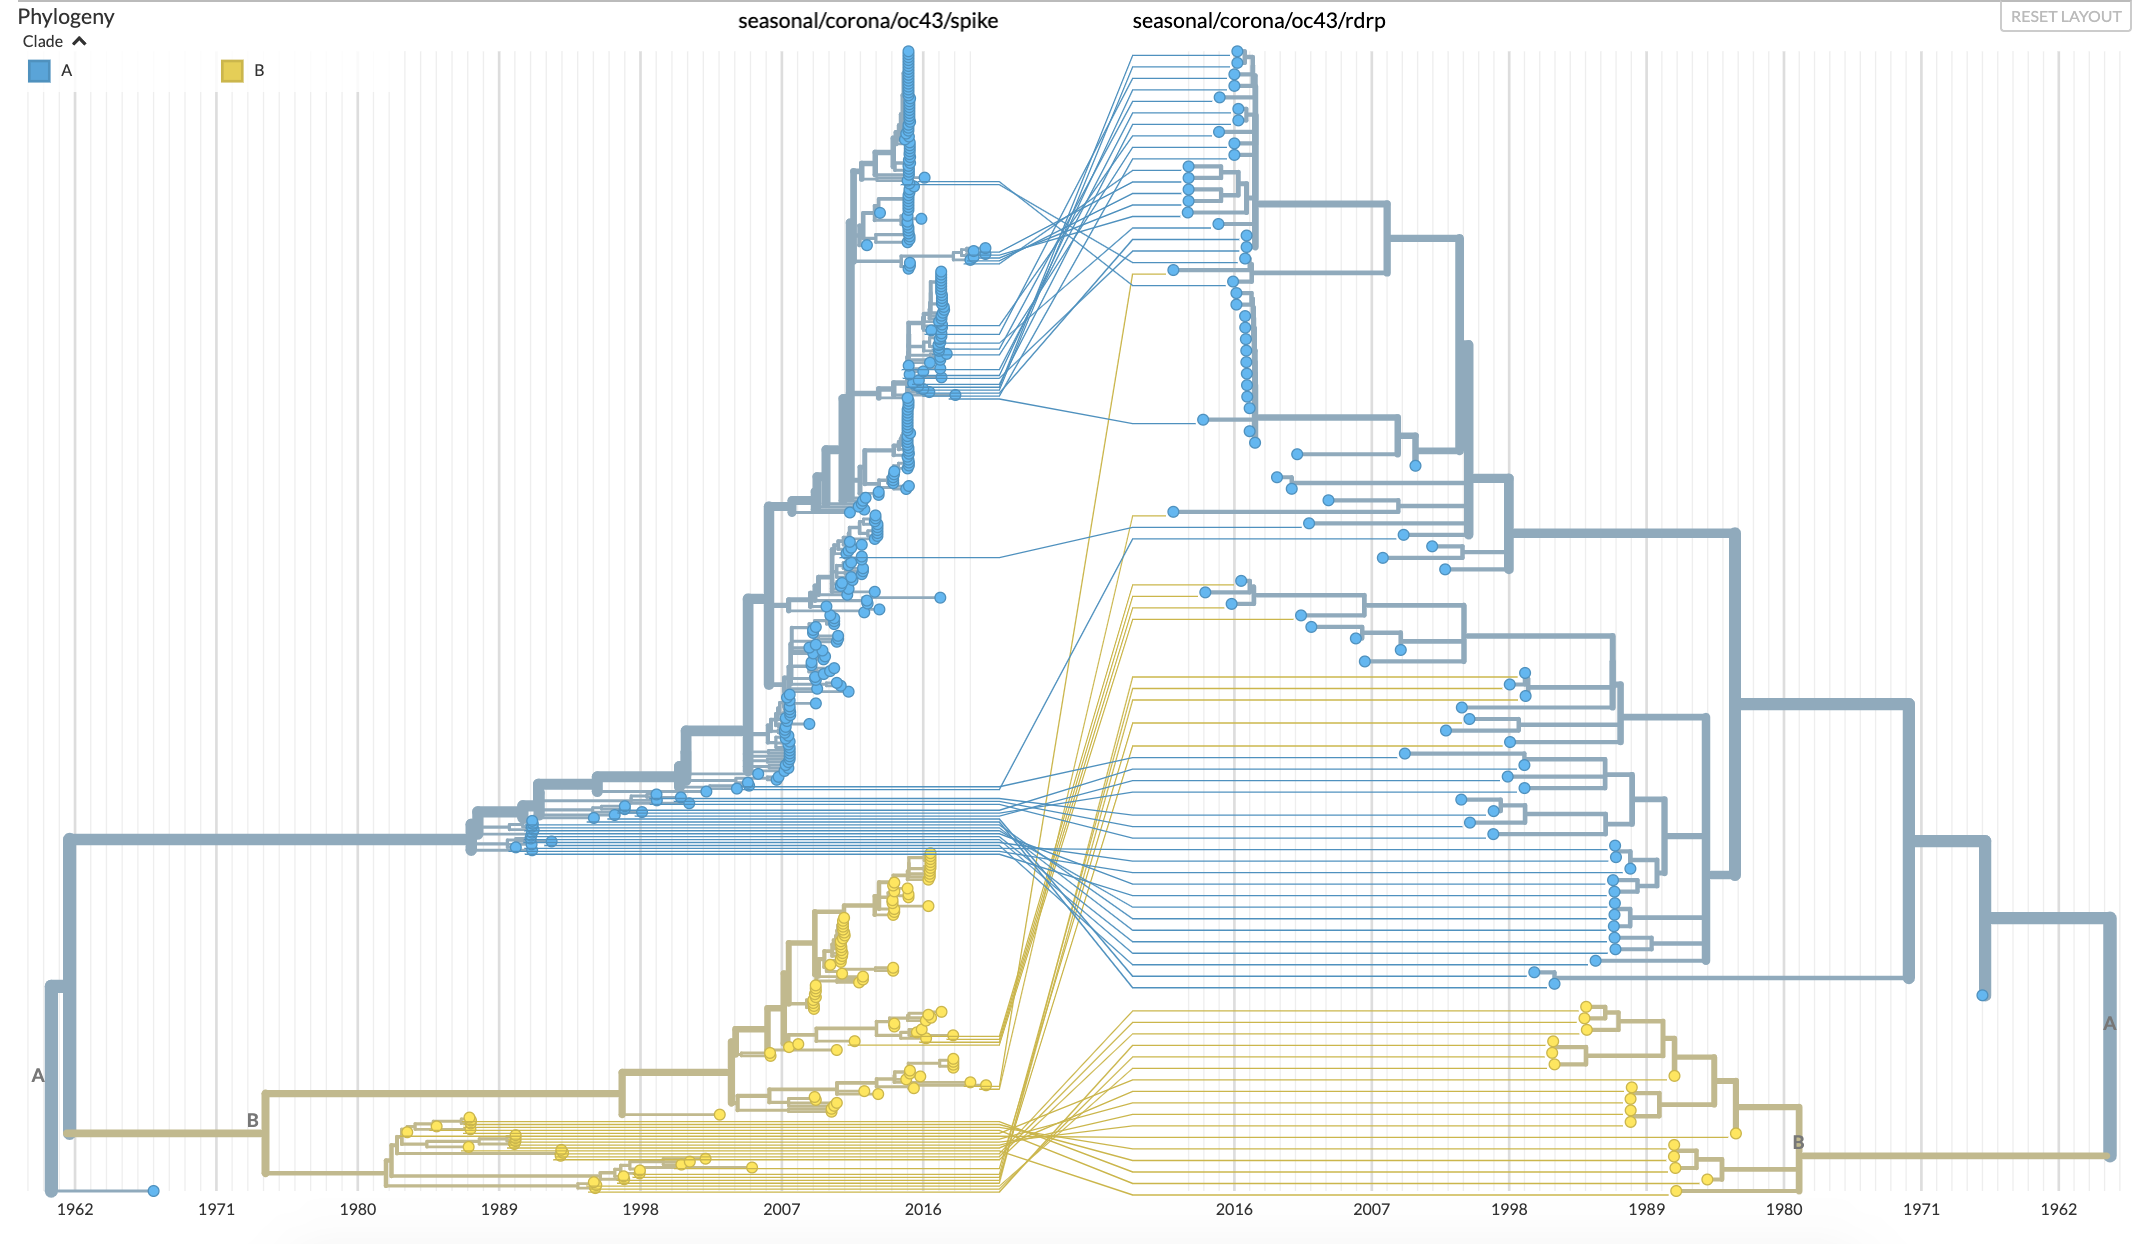 Phylogeny
seasonal/corona/oc43/spike
seasonal/corona/oc43/rdrp
RESET LAYOUT
Clade
A
B
A
B
A
B
1962 1971 1980 1989 1998 2007 2016
2016 2007 1998 1989 1980 1971 1962